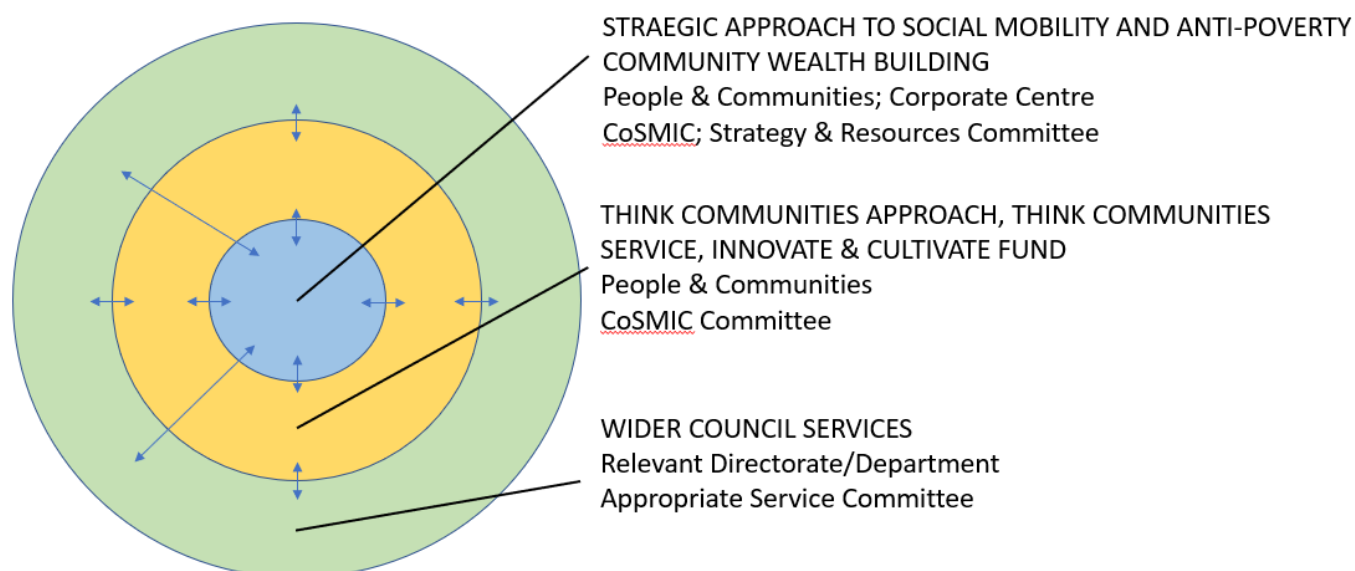 STRAEGIC APPROACH TO SOCIAL MOBILITY AND ANTI-POVERTY
COMMUNITY WEALTH BUILDING
People & Communities; Corporate Centre
CoSMIC; Strategy & Resources Committee
THINK COMMUNITIES APPROACH, THINK COMMUNITIES
SERVICE, INNOVATE & CULTIVATE FUND
People & Communities
CoSMIC Committee
WIDER COUNCIL SERVICES
Relevant Directorate/Department
Appropriate Service Committee